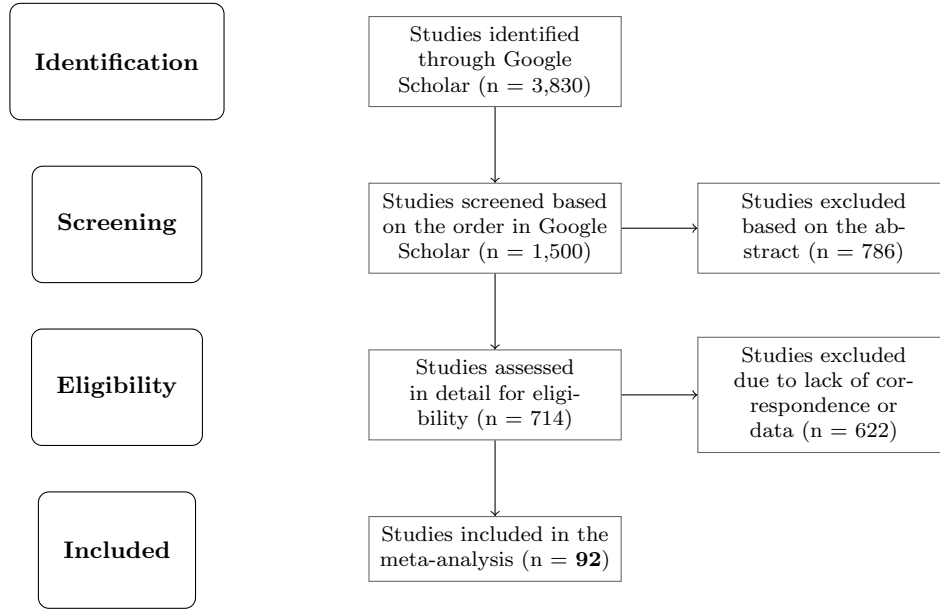 Identification
Studies identified
through Google
Scholar (n = 3,830)
Screening
Studies screened based
on the order in Google
Scholar (n = 1,500)
Studies excluded
based on the ab-
stract (n = 786)
Eligibility
Studies assessed
in detail for eligi-
bility (n = 714)
Studies excluded
due to lack of cor-
respondence or
data (n = 622)
Included
Studies included in the
meta-analysis (n = 92)